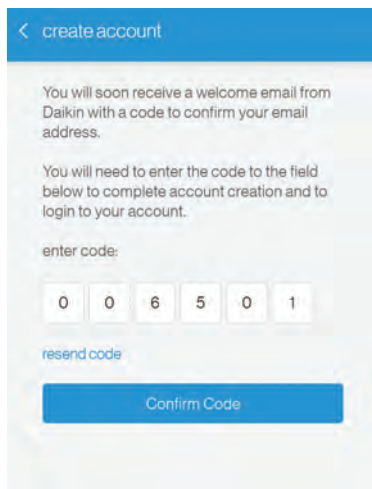 create account
You will soon receive a welcome email from
Daikin with a code to confirm your email
address.
You will need to enter the code to the field
below to complete account creation and to
login to your account.
enter code:
0 0 6 5 0 1
resend code
Confirm Code